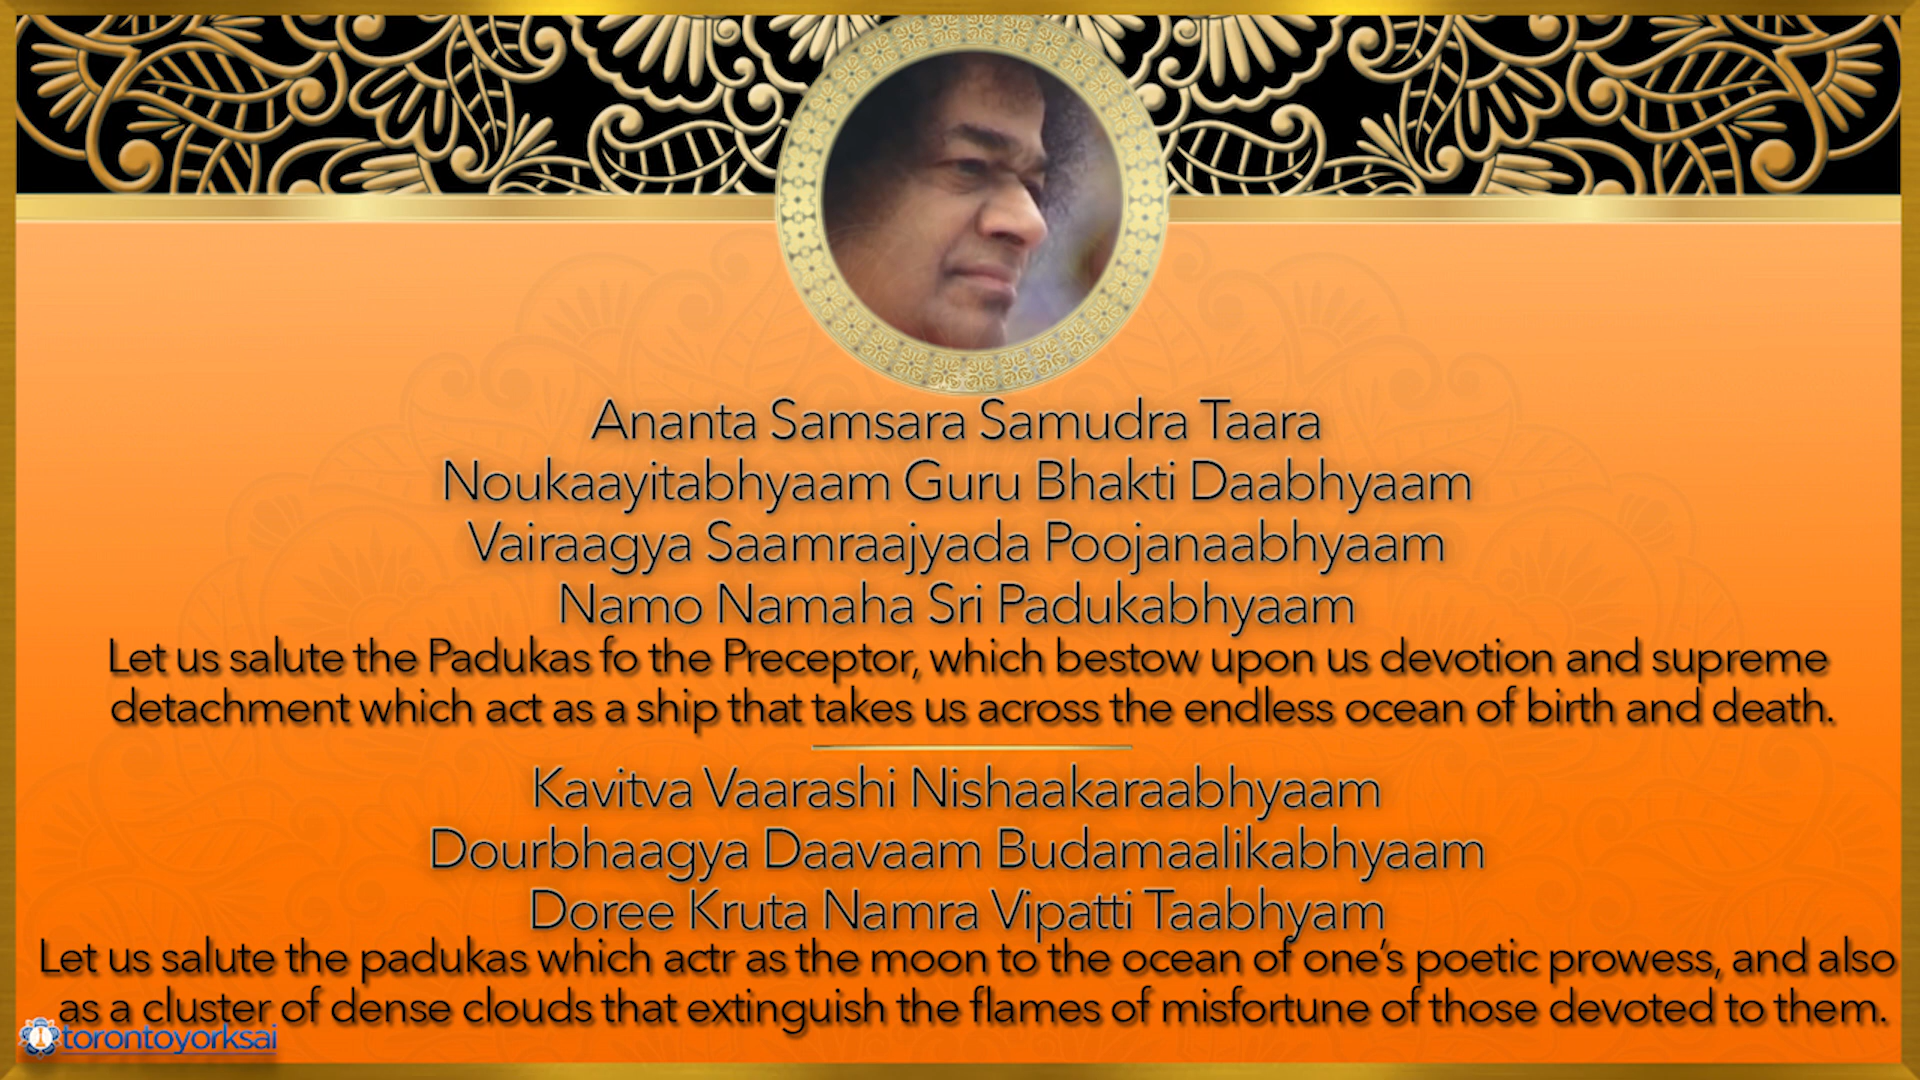 Ananta Samsara Samudra Taara
Noukaayitabhyaam Guru Bhakti Daabhyaam
Vairaagya Saamraajyada Poojanaabhyaam
Namo Namaha Sri Padukabhyaam
Let us salute the Padukas fo the Preceptor, which bestow upon us devotion and supreme
detachment which act as a ship that takes us across the endless ocean of birth and death.
Kavitva Vaarashi Nishaakaraabhyaam
Dourbhaagya Daavaam Budamaalikabhyaam
Doree Kruta Namra Vipatti Taabhyam
Let us salute the padukas which actr as the moon to the ocean of one's poetic prowess, and also
as a cluster of dense clouds that extinguish the flames of misfortune of those devoted to them.
torontoyorksai